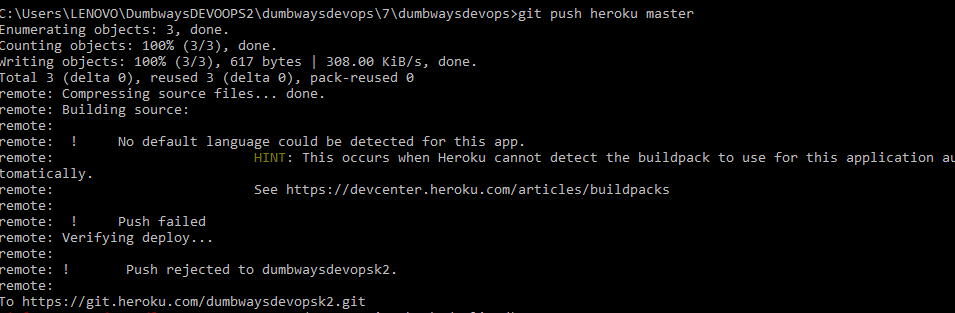 C:\Users\LENOVO\DumbwaysDEVOOPS2\dumbwaysdevops\7\dumbwaysdevops>git push heroku master
Enumerating objects: 3, done.
Counting objects: 100% (3/3), done.
Writing objects: 100% (3/3), 617 bytes | 308.00 KiB/s, done.
Total 3 (delta 0), reused 3 (delta 0), pack-reused 0
remote: Compressing source files... done.
remote: Building source:
remote:
remote:  !     No default language could be detected for this app.
remote:                         HINT: This occurs when Heroku cannot detect the buildpack to use for this application au
tomatically.
remote:                         See https://devcenter.heroku.com/articles/buildpacks
remote:
remote:  !     Push failed
remote: Verifying deploy...
remote:
remote: !       Push rejected to dumbwaysdevopsk2.
remote:
To https://git.heroku.com/dumbwaysdevopsk2.git